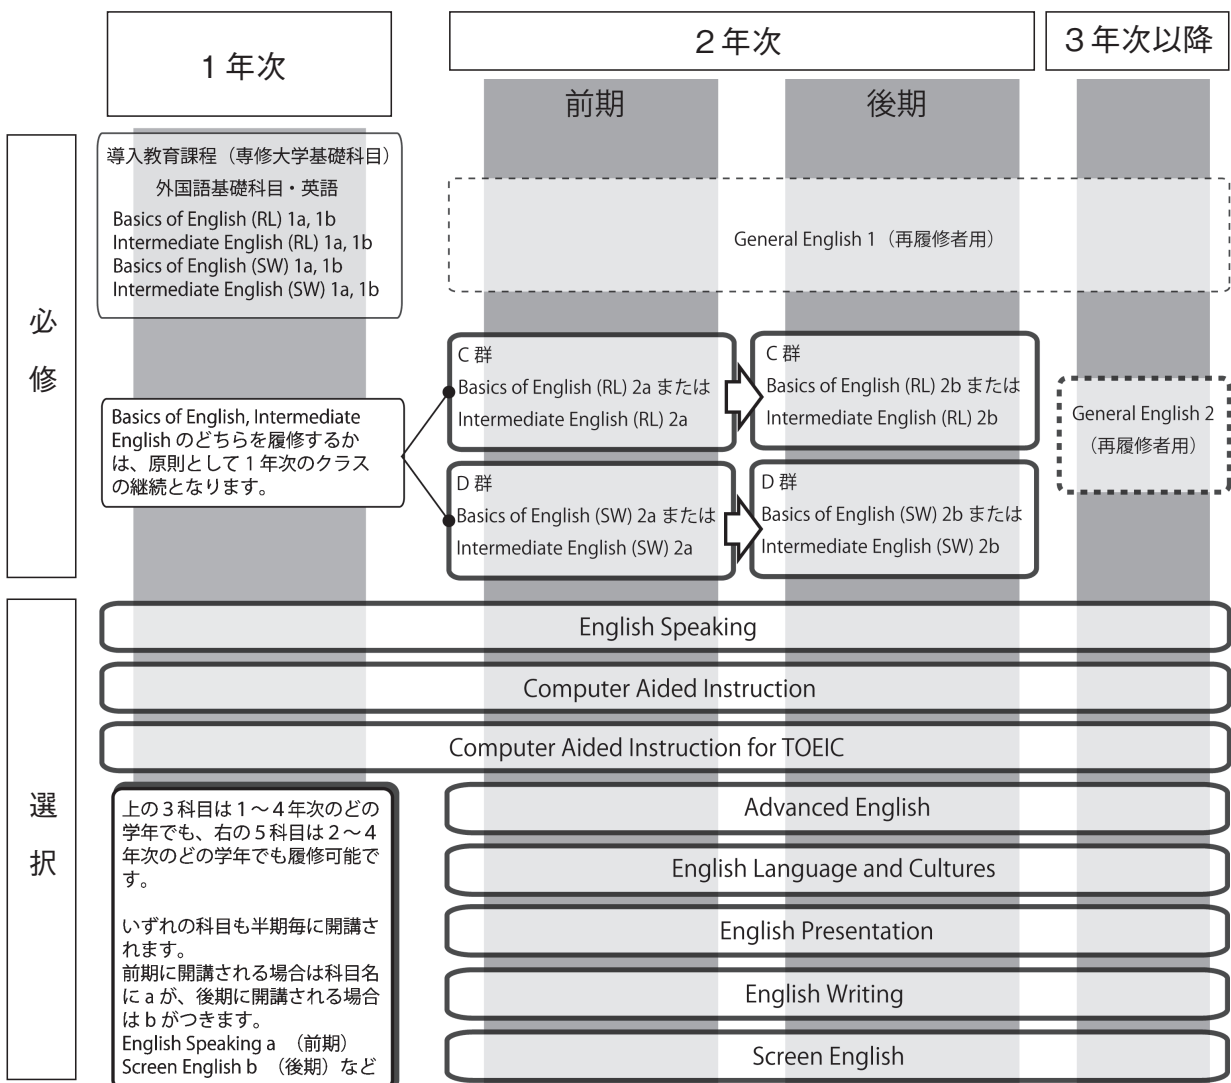 1年次
2年次
3年次以降
前期
後期
必修
導入教育課程（専修大学基礎科目）
外国語基礎科目・英語
Basics of English (RL) 1a, 1b
Intermediate English (RL) 1a, 1b
Basics of English (SW) 1a, 1b
Intermediate English (SW) 1a, 1b
General English 1（再履修者用）
Basics of English, Intermediate
English のどちらを履修するか
は、原則として1年次のクラス
の継続となります。
C群
Basics of English (RL) 2a または
Intermediate English (RL) 2a
C群
Basics of English (RL) 2b または
Intermediate English (RL) 2b
D群
Basics of English (SW) 2a または
Intermediate English (SW) 2a
D群
Basics of English (SW) 2b または
Intermediate English (SW) 2b
General English 2
（再履修者用）
選択
English Speaking
Computer Aided Instruction
Computer Aided Instruction for TOEIC
上の3科目は1～4年次のどの
学年でも、右の5科目は2～4
年次のどの学年でも履修可能で
す。
いずれの科目も半期毎に開講さ
れます。
前期に開講される場合は科目名
に a が、後期に開講される場合
は b がつきます。
English Speaking a （前期）
Screen English b （後期）など
Advanced English
English Language and Cultures
English Presentation
English Writing
Screen English